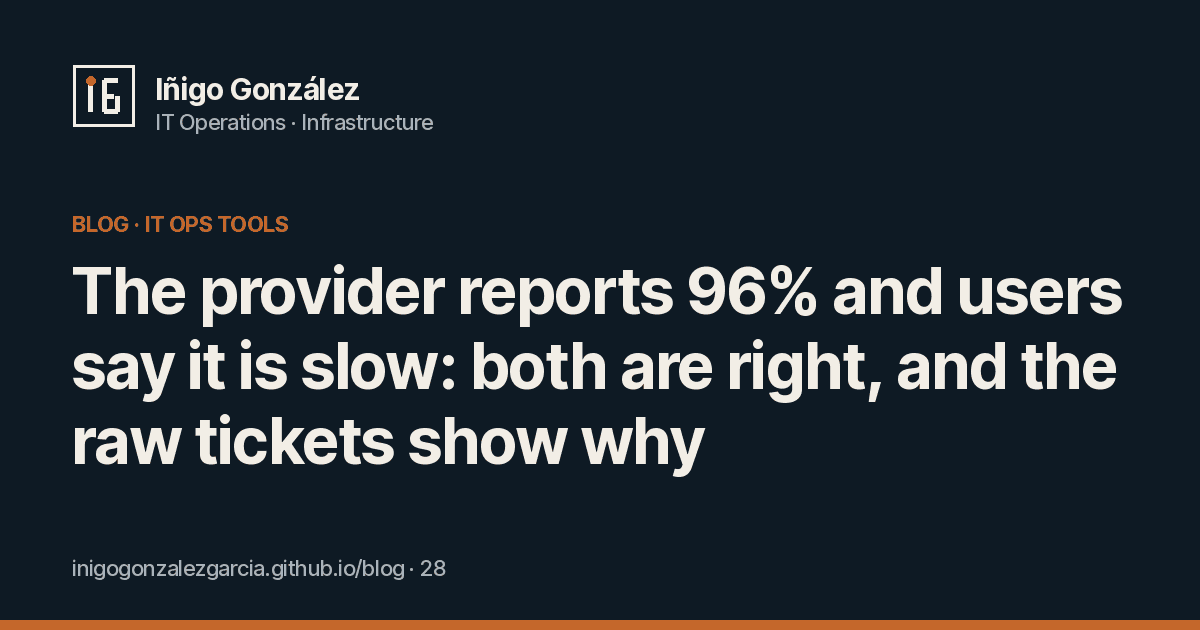 iG
Iñigo González
IT Operations · Infrastructure
BLOG · IT OPS TOOLS
The provider reports 96% and users
say it is slow: both are right, and the
raw tickets show why
inigogonzalezgarcia.github.io/blog · 28